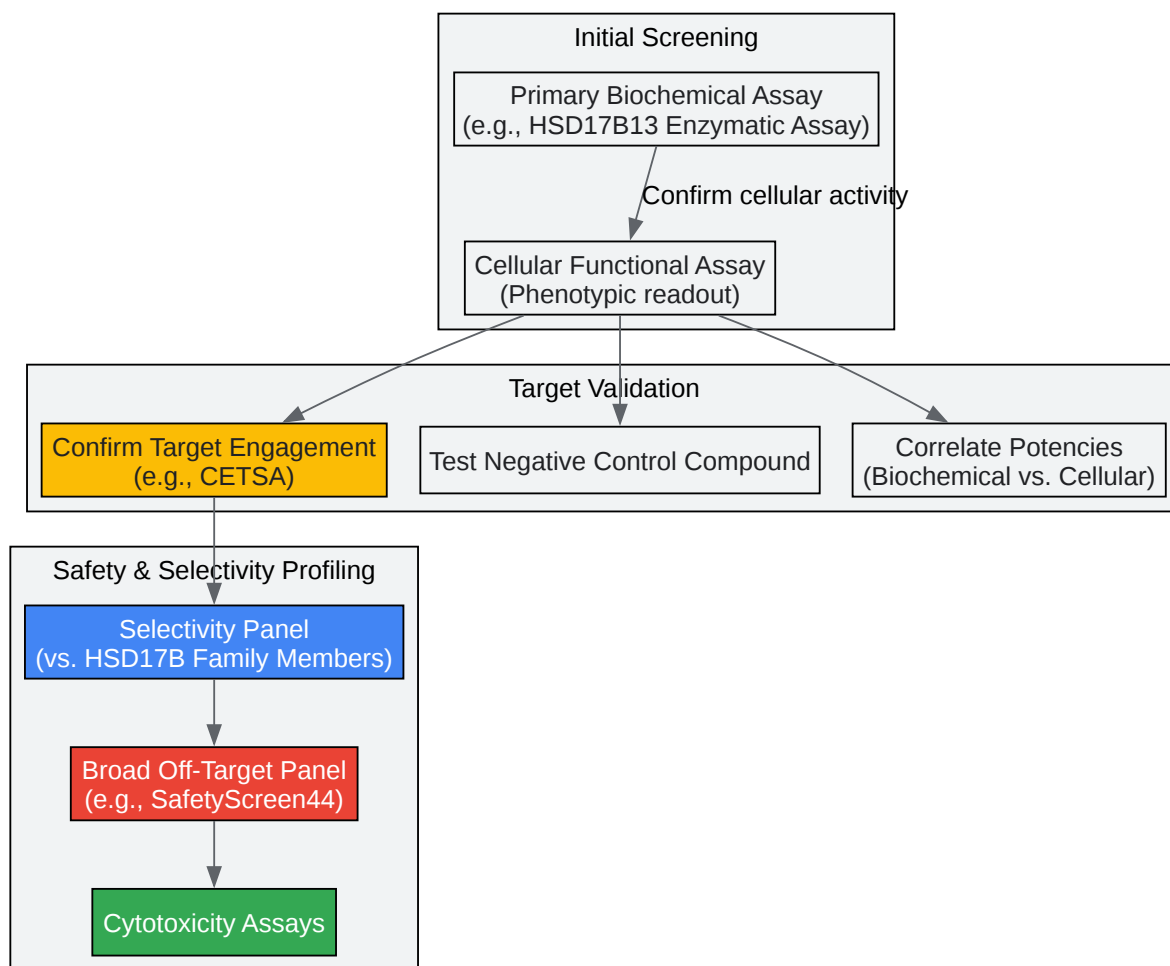 Initial Screening
Primary Biochemical Assay
(e.g., HSD17B13 Enzymatic Assay)
Confirm cellular activity
Cellular Functional Assay
(Phenotypic readout)
Target Validation
Confirm Target Engagement
(e.g., CETSA)
Test Negative Control Compound
Correlate Potencies
(Biochemical vs. Cellular)
Safety & Selectivity Profiling
Selectivity Panel
(vs. HSD17B Family Members)
Broad Off-Target Panel
(e.g., SafetyScreen44)
Cytotoxicity Assays